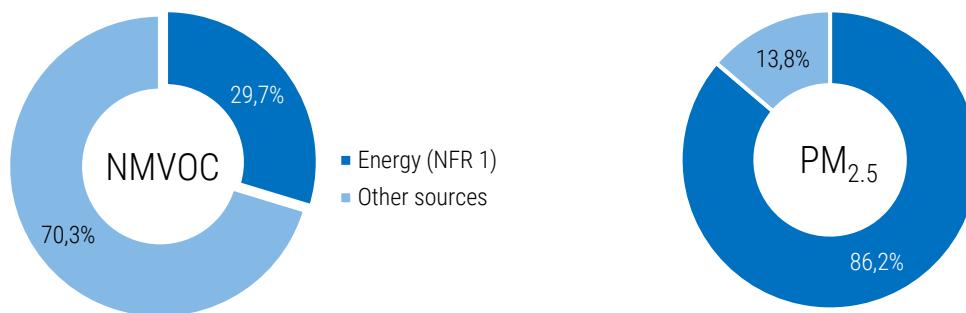 29,7%
NMVOC
70,3%
Energy (NFR 1)
Other sources
13,8%
PM2.5
86,2%